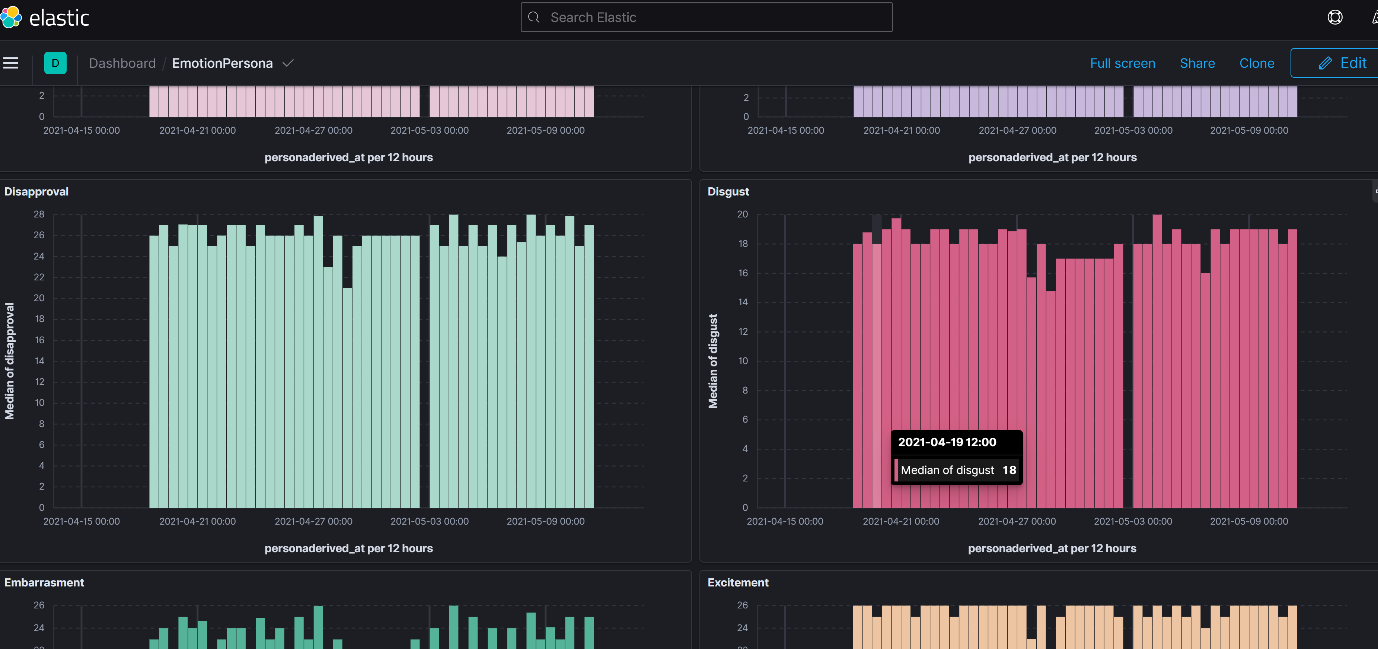 elastic
Search Elastic
D
Dashboard / EmotionPersona
Full screen
Share
Clone
Edit
2
0
2021-04-15 00:00 2021-04-21 00:00 2021-04-27 00:00 2021-05-03 00:00 2021-05-09 00:00
personaderived_at per 12 hours
2
0
2021-04-15 00:00 2021-04-21 00:00 2021-04-27 00:00 2021-05-03 00:00 2021-05-09 00:00
personaderived_at per 12 hours
Disapproval
Median of disapproval
28
26
24
22
20
18
16
14
12
10
8
6
4
2
0
2021-04-15 00:00 2021-04-21 00:00 2021-04-27 00:00 2021-05-03 00:00 2021-05-09 00:00
personaderived_at per 12 hours
Disgust
Median of disgust
20
18
16
14
12
10
8
6
4
2
0
2021-04-19 12:00
Median of disgust 18
2021-04-15 00:00 2021-04-21 00:00 2021-04-27 00:00 2021-05-03 00:00 2021-05-09 00:00
personaderived_at per 12 hours
Embarrasment
26
24
Excitement
26
24